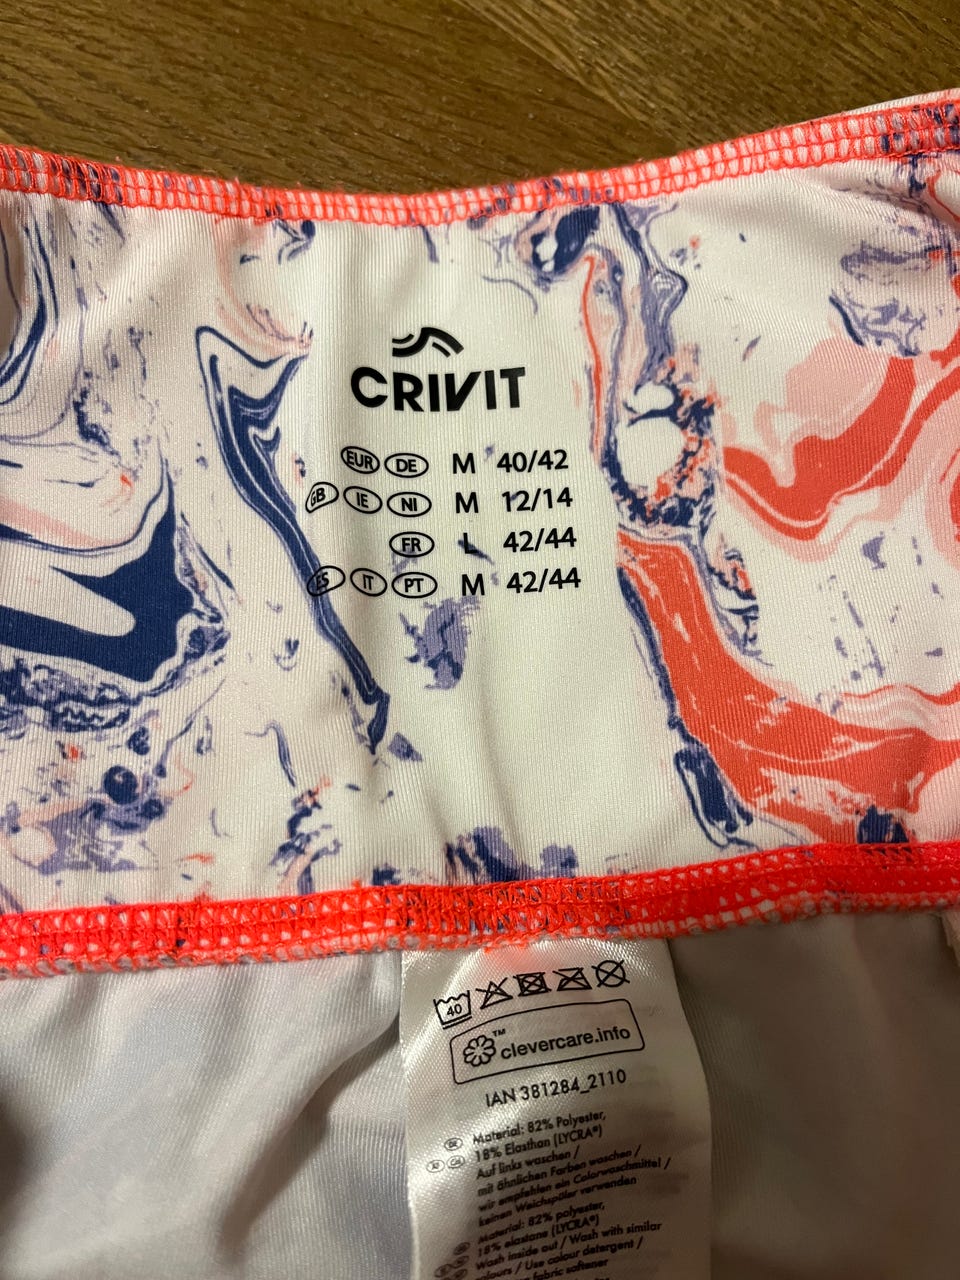 CRIVIT
EUR DE M 40/42
GB IE NI M 12/14
FR L 42/44
ES IT PT M 42/44
40
clevercare.info™
IAN 381284_2110
Material: 82% Polyester,
18% Elasthan (LYCRA®)
Auf links waschen /
mit ähnlichen Farben waschen /
wir empfehlen ein Colorwaschmittel /
keinen Weichspüler verwenden
Material: 82% polyester,
18% elastane (LYCRA®)
Wash inside out / Wash with similar
colours / Use colour detergent /
fabric softener